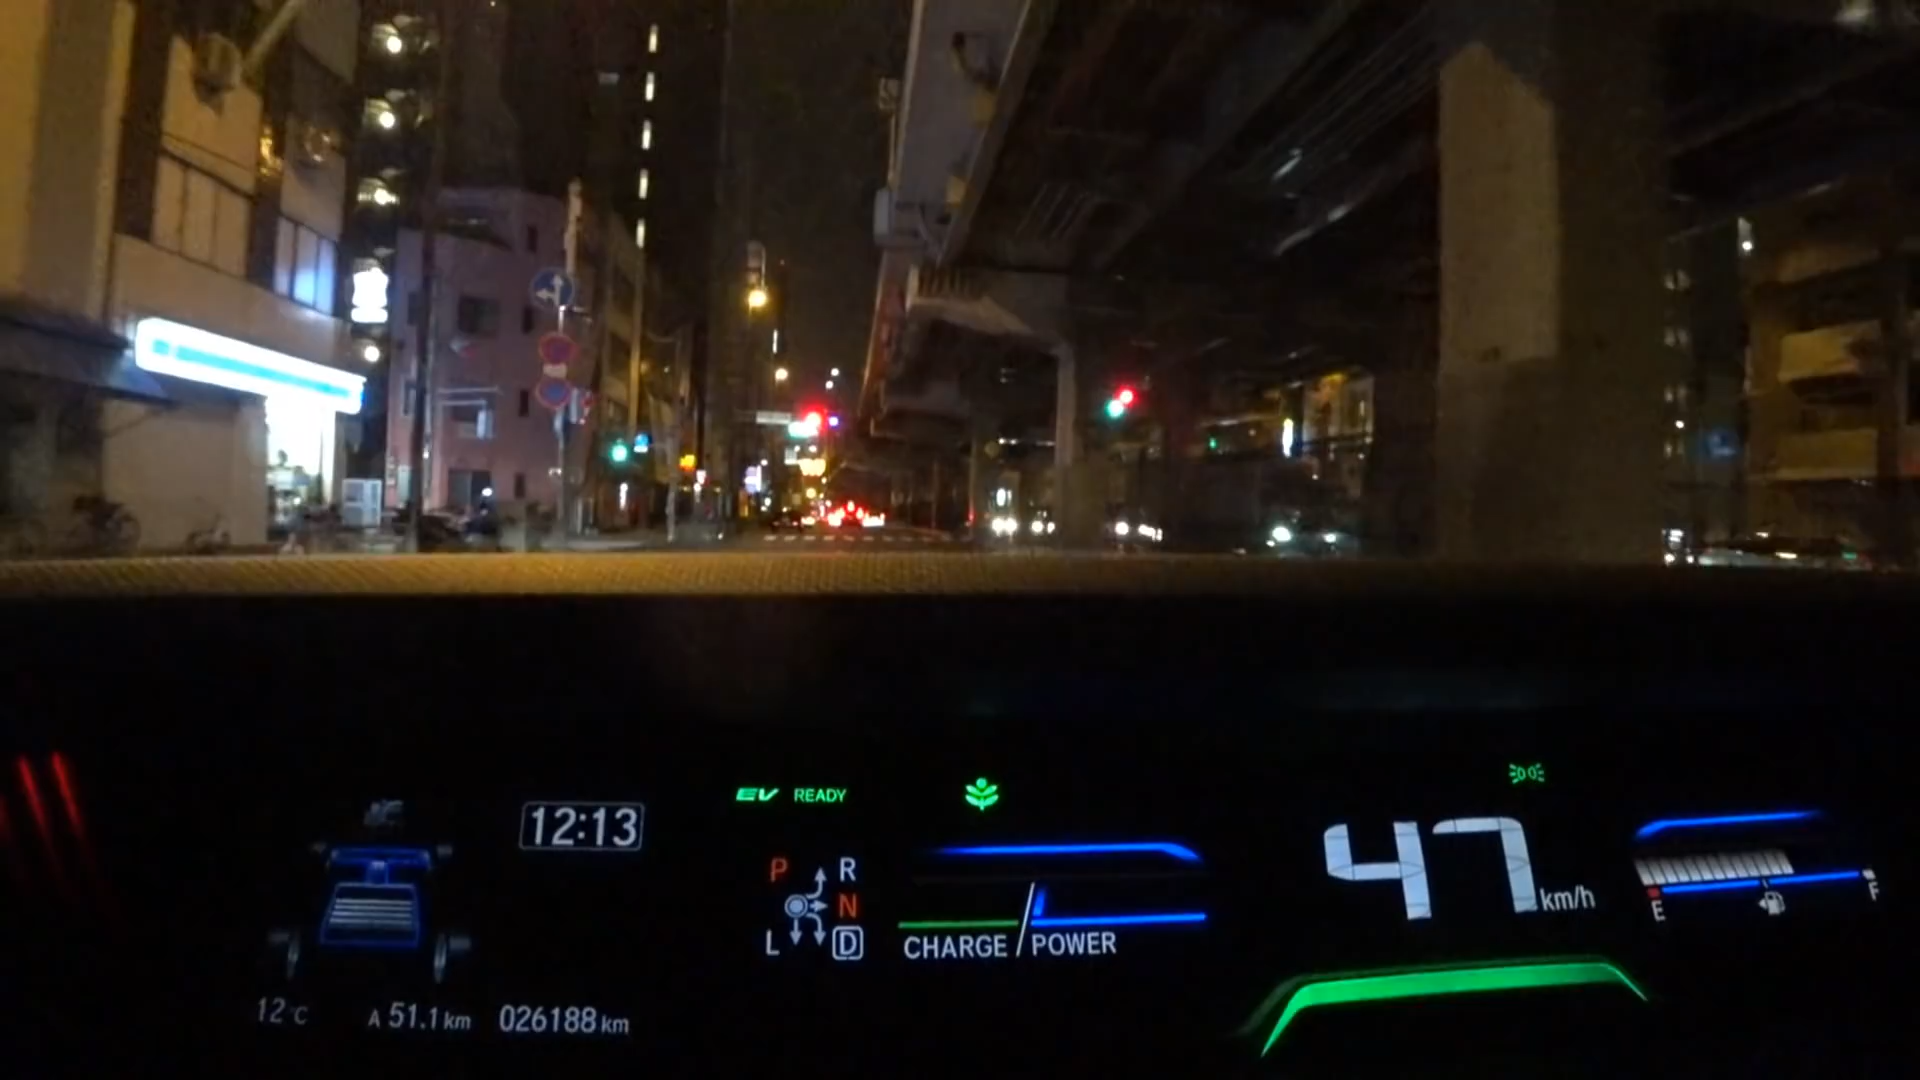 12:13
EV READY
P R
N
L D
CHARGE / POWER
47 km/h
E F
12℃ A 51.1 km 026188 km